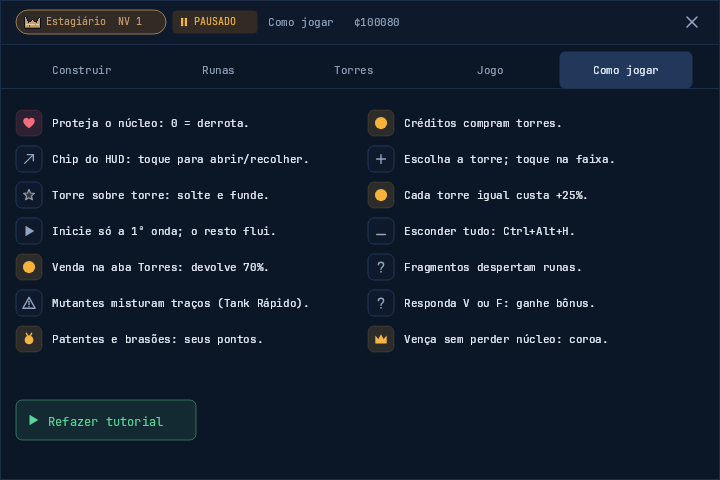 Estagiário NV 1 PAUSADO Como jogar ¢100080
Construir Runas Torres Jogo Como jogar
Proteja o núcleo: 0 = derrota.
Créditos compram torres.
Chip do HUD: toque para abrir/recolher.
Escolha a torre; toque na faixa.
Torre sobre torre: solte e funde.
Cada torre igual custa +25%.
Inicie só a 1ª onda; o resto flui.
Esconder tudo: Ctrl+Alt+H.
Venda na aba Torres: devolve 70%.
Fragmentos despertam runas.
Mutantes misturam traços (Tank Rápido).
Responda V ou F: ganhe bônus.
Patentes e brasões: seus pontos.
Vença sem perder núcleo: coroa.
Refazer tutorial